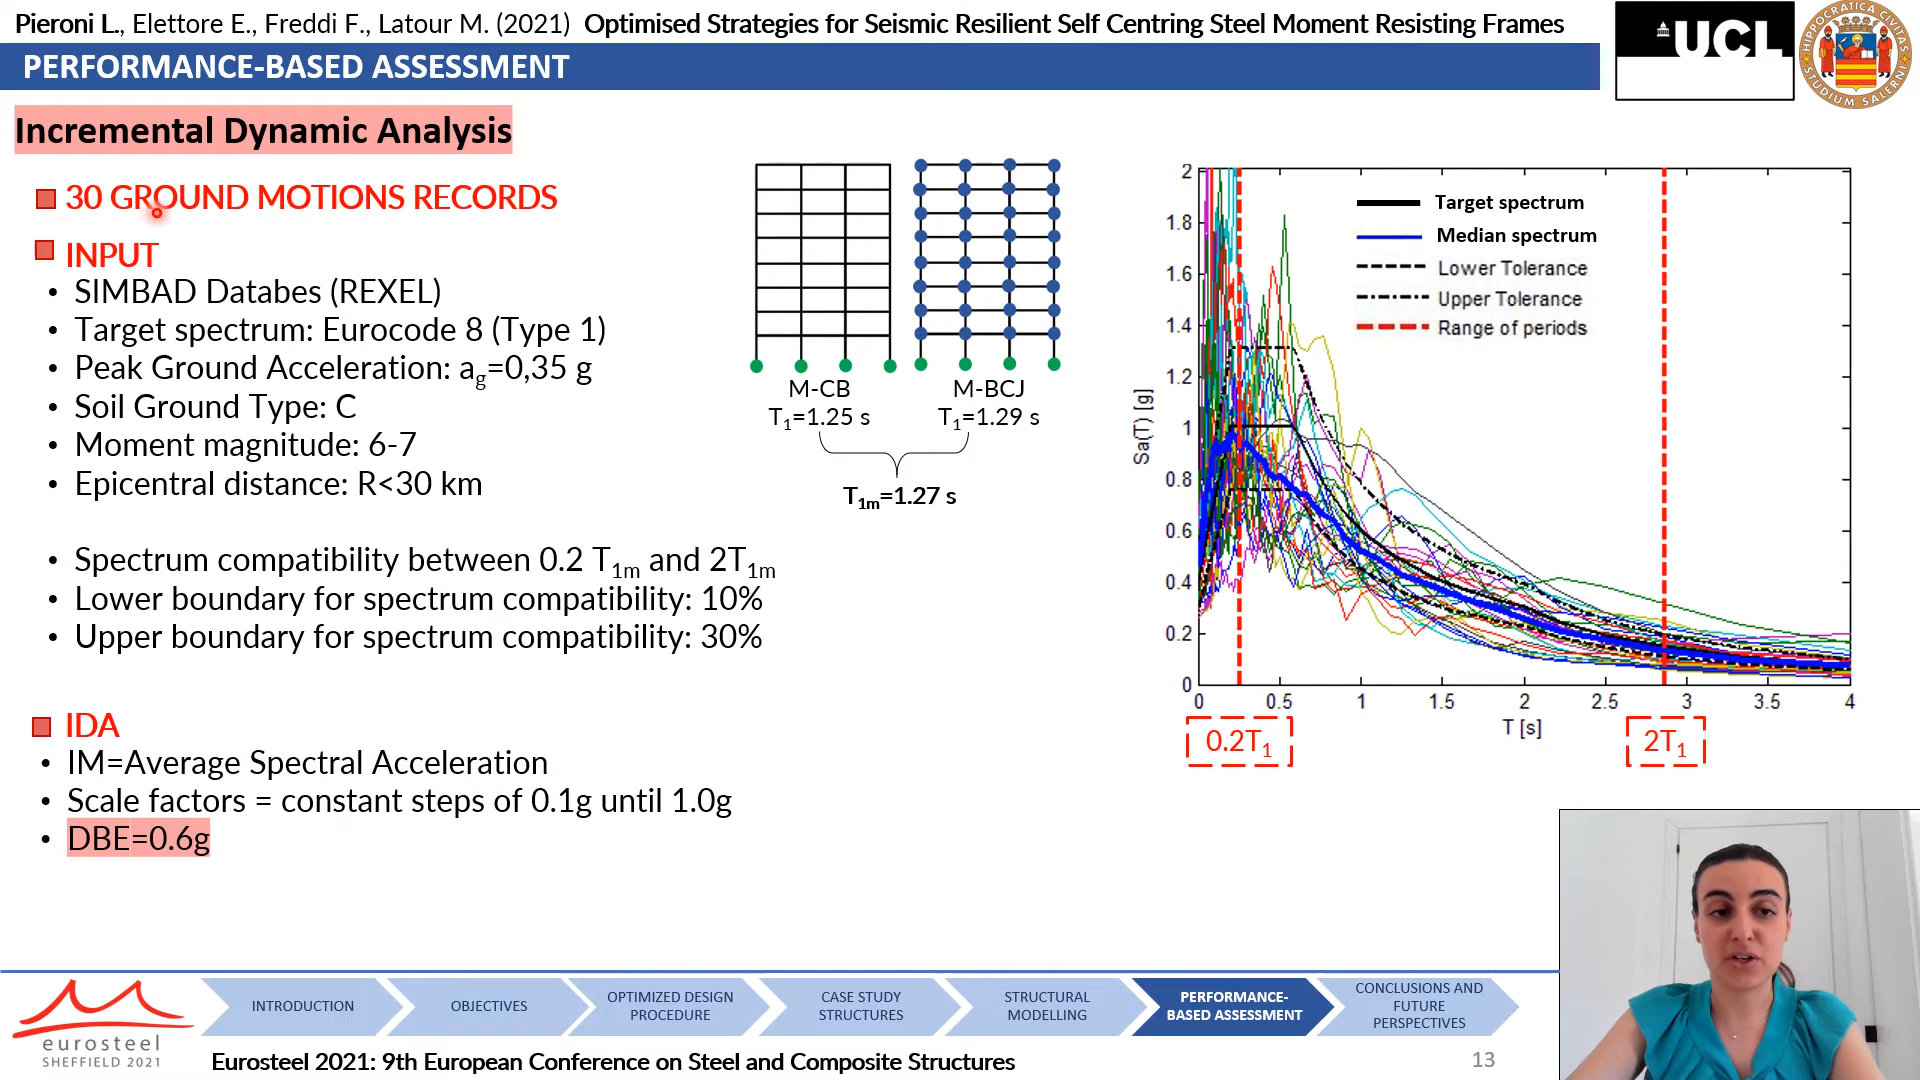 Pieroni L., Elettore E., Freddi F., Latour M. (2021) Optimised Strategies for Seismic Resilient Self Centring Steel Moment Resisting Frames
PERFORMANCE-BASED ASSESSMENT
UCL
HIPPOCRATICA CIVITAS
STUDIUM SALERNI
Incremental Dynamic Analysis
30 GROUND MOTIONS RECORDS
INPUT
• SIMBAD Databes (REXEL)
• Target spectrum: Eurocode 8 (Type 1)
• Peak Ground Acceleration: ag=0,35 g
• Soil Ground Type: C
• Moment magnitude: 6-7
• Epicentral distance: R<30 km
• Spectrum compatibility between 0.2 T1m and 2T1m
• Lower boundary for spectrum compatibility: 10%
• Upper boundary for spectrum compatibility: 30%
IDA
• IM=Average Spectral Acceleration
• Scale factors = constant steps of 0.1g until 1.0g
• DBE=0.6g
M-CB
T1=1.25 s
M-BCJ
T1=1.29 s
T1m=1.27 s
Target spectrum
Median spectrum
Lower Tolerance
Upper Tolerance
Range of periods
Sa(T) [g]
2
1.8
1.6
1.4
1.2
1
0.8
0.6
0.4
0.2
0
0 0.5 1 1.5 2 2.5 3 3.5 4
T [s]
0.2T1
2T1
eurosteel
SHEFFIELD 2021
INTRODUCTION
OBJECTIVES
OPTIMIZED DESIGN
PROCEDURE
CASE STUDY
STRUCTURES
STRUCTURAL
MODELLING
PERFORMANCE-
BASED ASSESSMENT
CONCLUSIONS AND
FUTURE
PERSPECTIVES
Eurosteel 2021: 9th European Conference on Steel and Composite Structures
13